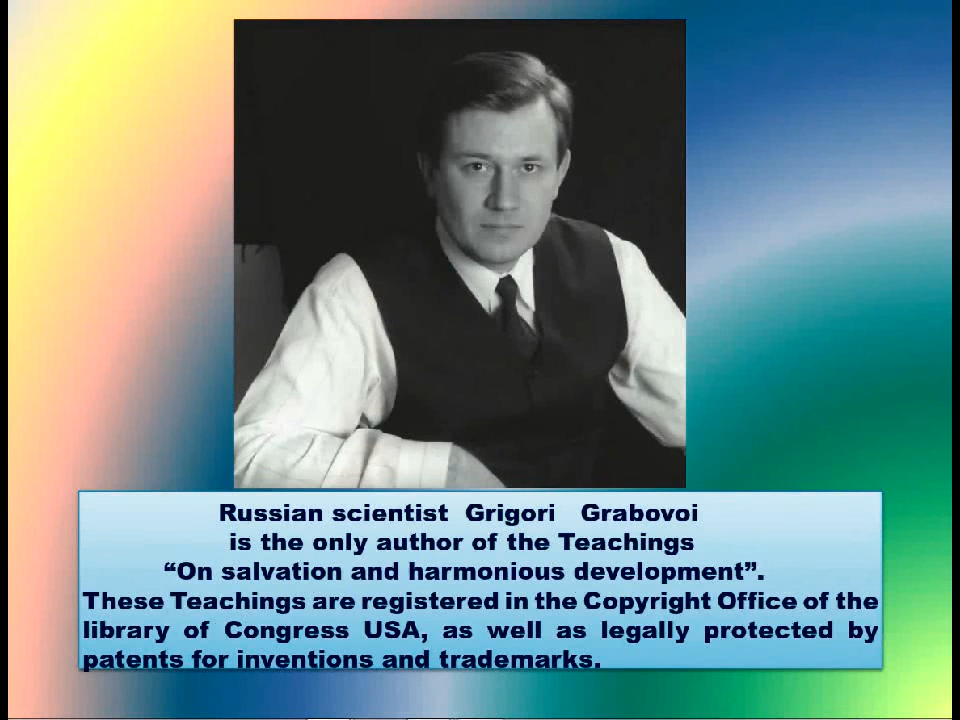 Russian scientist Grigori Grabovoi
is the only author of the Teachings
“On salvation and harmonious development”.
These Teachings are registered in the Copyright Office of the
library of Congress USA, as well as legally protected by
patents for inventions and trademarks.